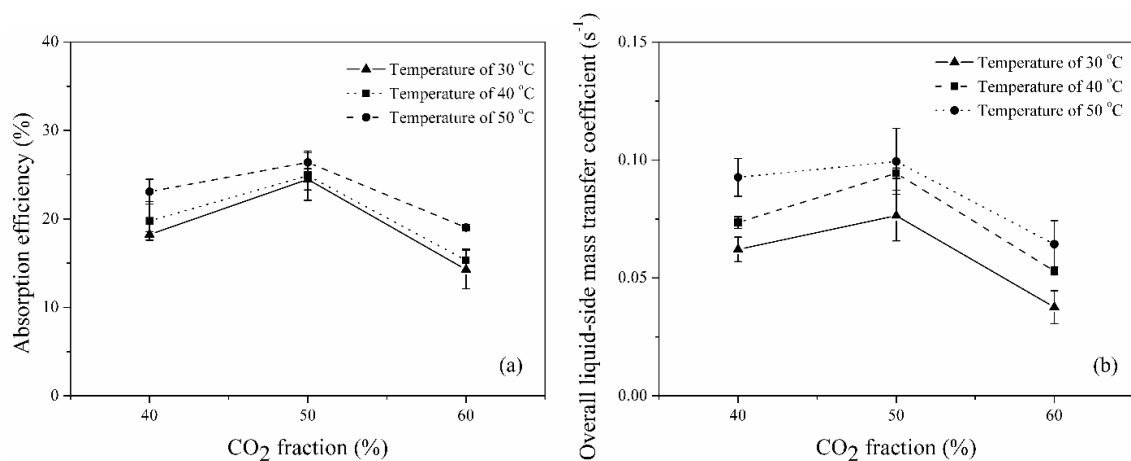 40
30
20
10
0
Absorption efficiency (%)
Temperature of 30 °C
Temperature of 40 °C
Temperature of 50 °C
(a)
40
50
60
CO2 fraction (%)
0.15
0.10
0.05
0.00
Overall liquid-side mass transfer coefficient (s⁻¹)
Temperature of 30 °C
Temperature of 40 °C
Temperature of 50 °C
(b)
40
50
60
CO2 fraction (%)